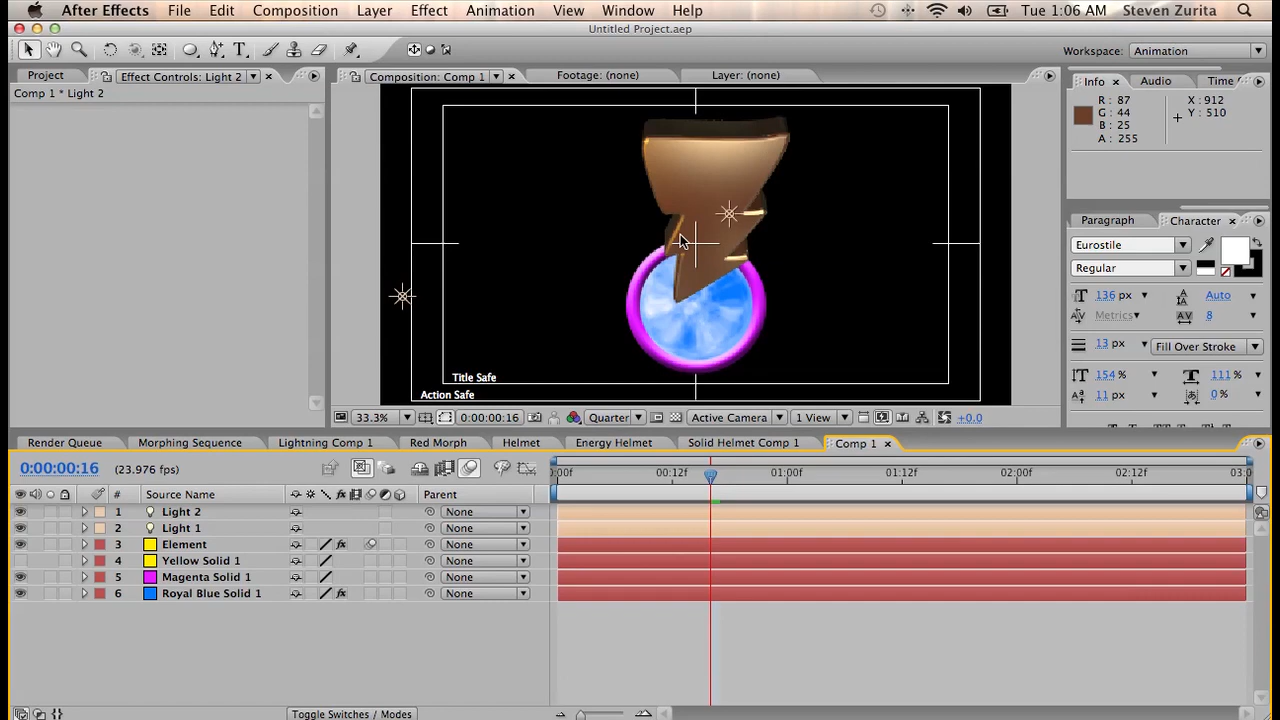 After Effects File Edit Composition Layer Effect Animation View Window Help Tue 1:06 AM Steven Zurita
Untitled Project.aep
Workspace: Animation
Project Effect Controls: Light 2 Composition: Comp 1 Footage: (none) Layer: (none) Info Audio Time
Comp 1 * Light 2
R : 87 X : 912
G : 44 Y : 510
B : 25
A : 255
Paragraph Character
Eurostile
Regular
136 px Auto
Metrics 8
13 px Fill Over Stroke
154 % 111 %
11 px 0 %
Title Safe
Action Safe
33.3% 0:00:00:16 Quarter Active Camera 1 View +0.0
Render Queue Morphing Sequence Lightning Comp 1 Red Morph Helmet Energy Helmet Solid Helmet Comp 1 Comp 1
0:00:00:16 (23.976 fps) :00f 00:12f 01:00f 01:12f 02:00f 02:12f 03:0
# Source Name fx Parent
1 Light 2 None
2 Light 1 None
3 Element fx None
4 Yellow Solid 1 None
5 Magenta Solid 1 None
6 Royal Blue Solid 1 fx None
Toggle Switches / Modes